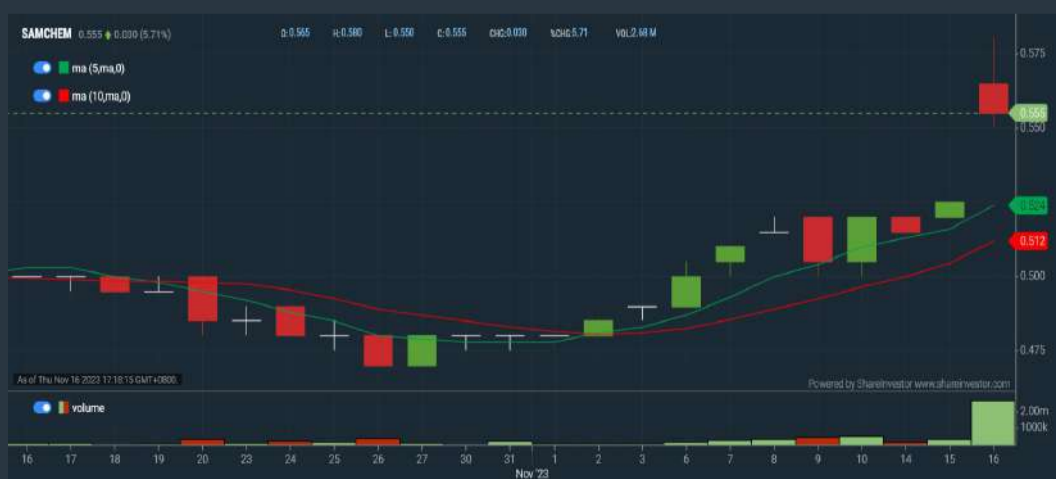 SAMCHEM 0.555 0.030 (5.71%) O:0.565 H:0.580 L:0.550 C:0.555 CHG:0.030 %CHG:5.71 VOL:2.68 M
ma (5,ma,0)
ma (10,ma,0)
0.575
0.555
0.550
0.524
0.512
0.500
0.475
As of Thu Nov 16 2023 17:18:15 GMT+0800.
Powered by ShareInvestor www.shareinvestor.com
volume
2.00m
1000k
16 17 18 19 20 23 24 25 26 27 30 31 1 2 3 6 7 8 9 10 14 15 16
Nov '23